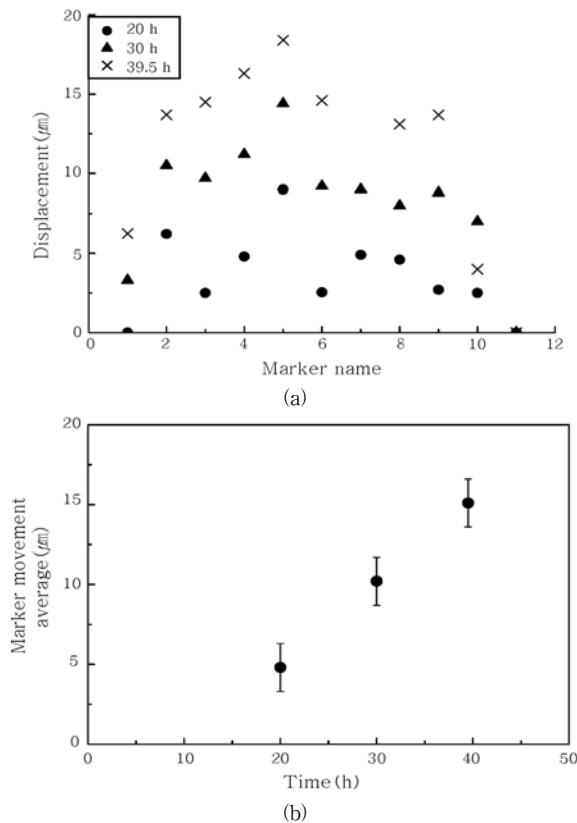 20
20 h
30 h
39.5 h
15
10
5
0
Displacement (㎛)
0 2 4 6 8 10 12
Marker name
(a)
20
15
10
5
0
Marker movement
average (㎛)
0 10 20 30 40 50
Time (h)
(b)